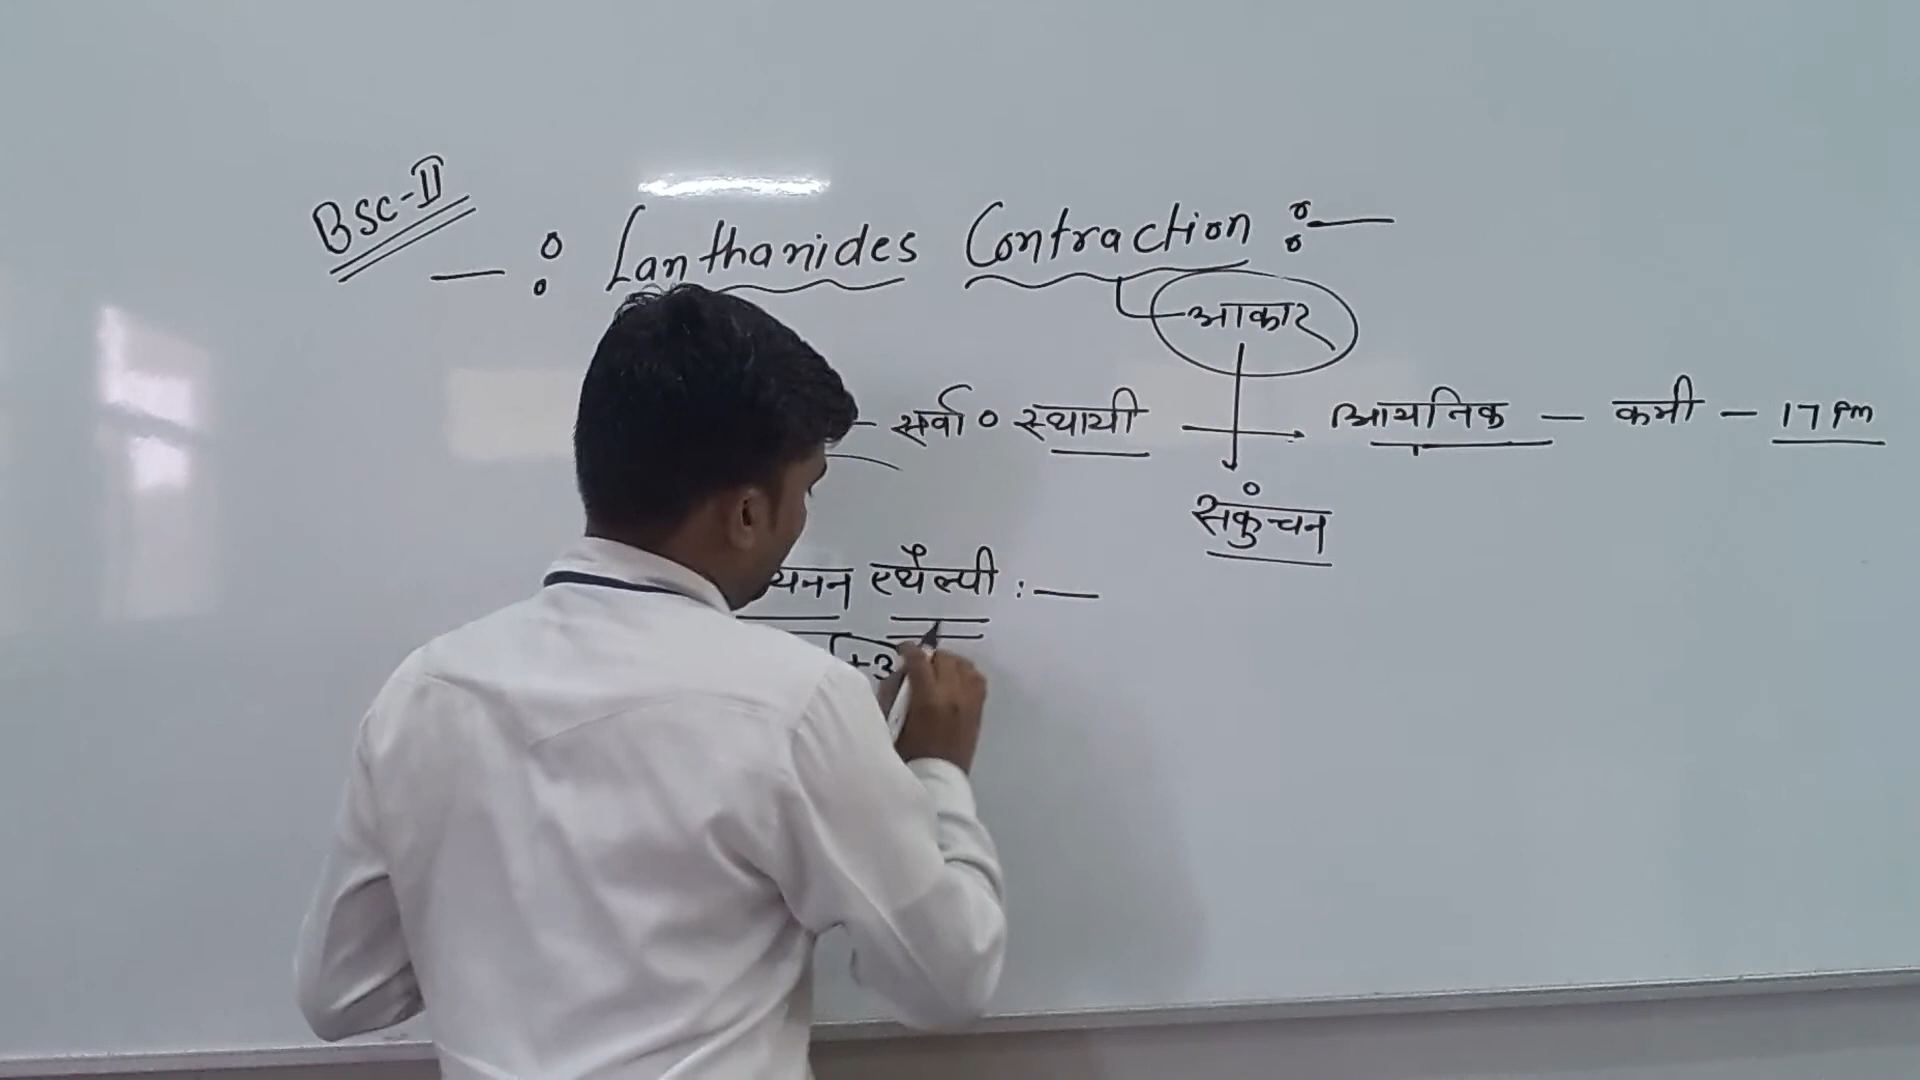 BSc-II
—: Lanthanides Contraction :—
आकार
— सर्वा० स्थायी → आयनिक — कमी — 17 Pm
संकुचन
यनन एथैल्पी :—
+3